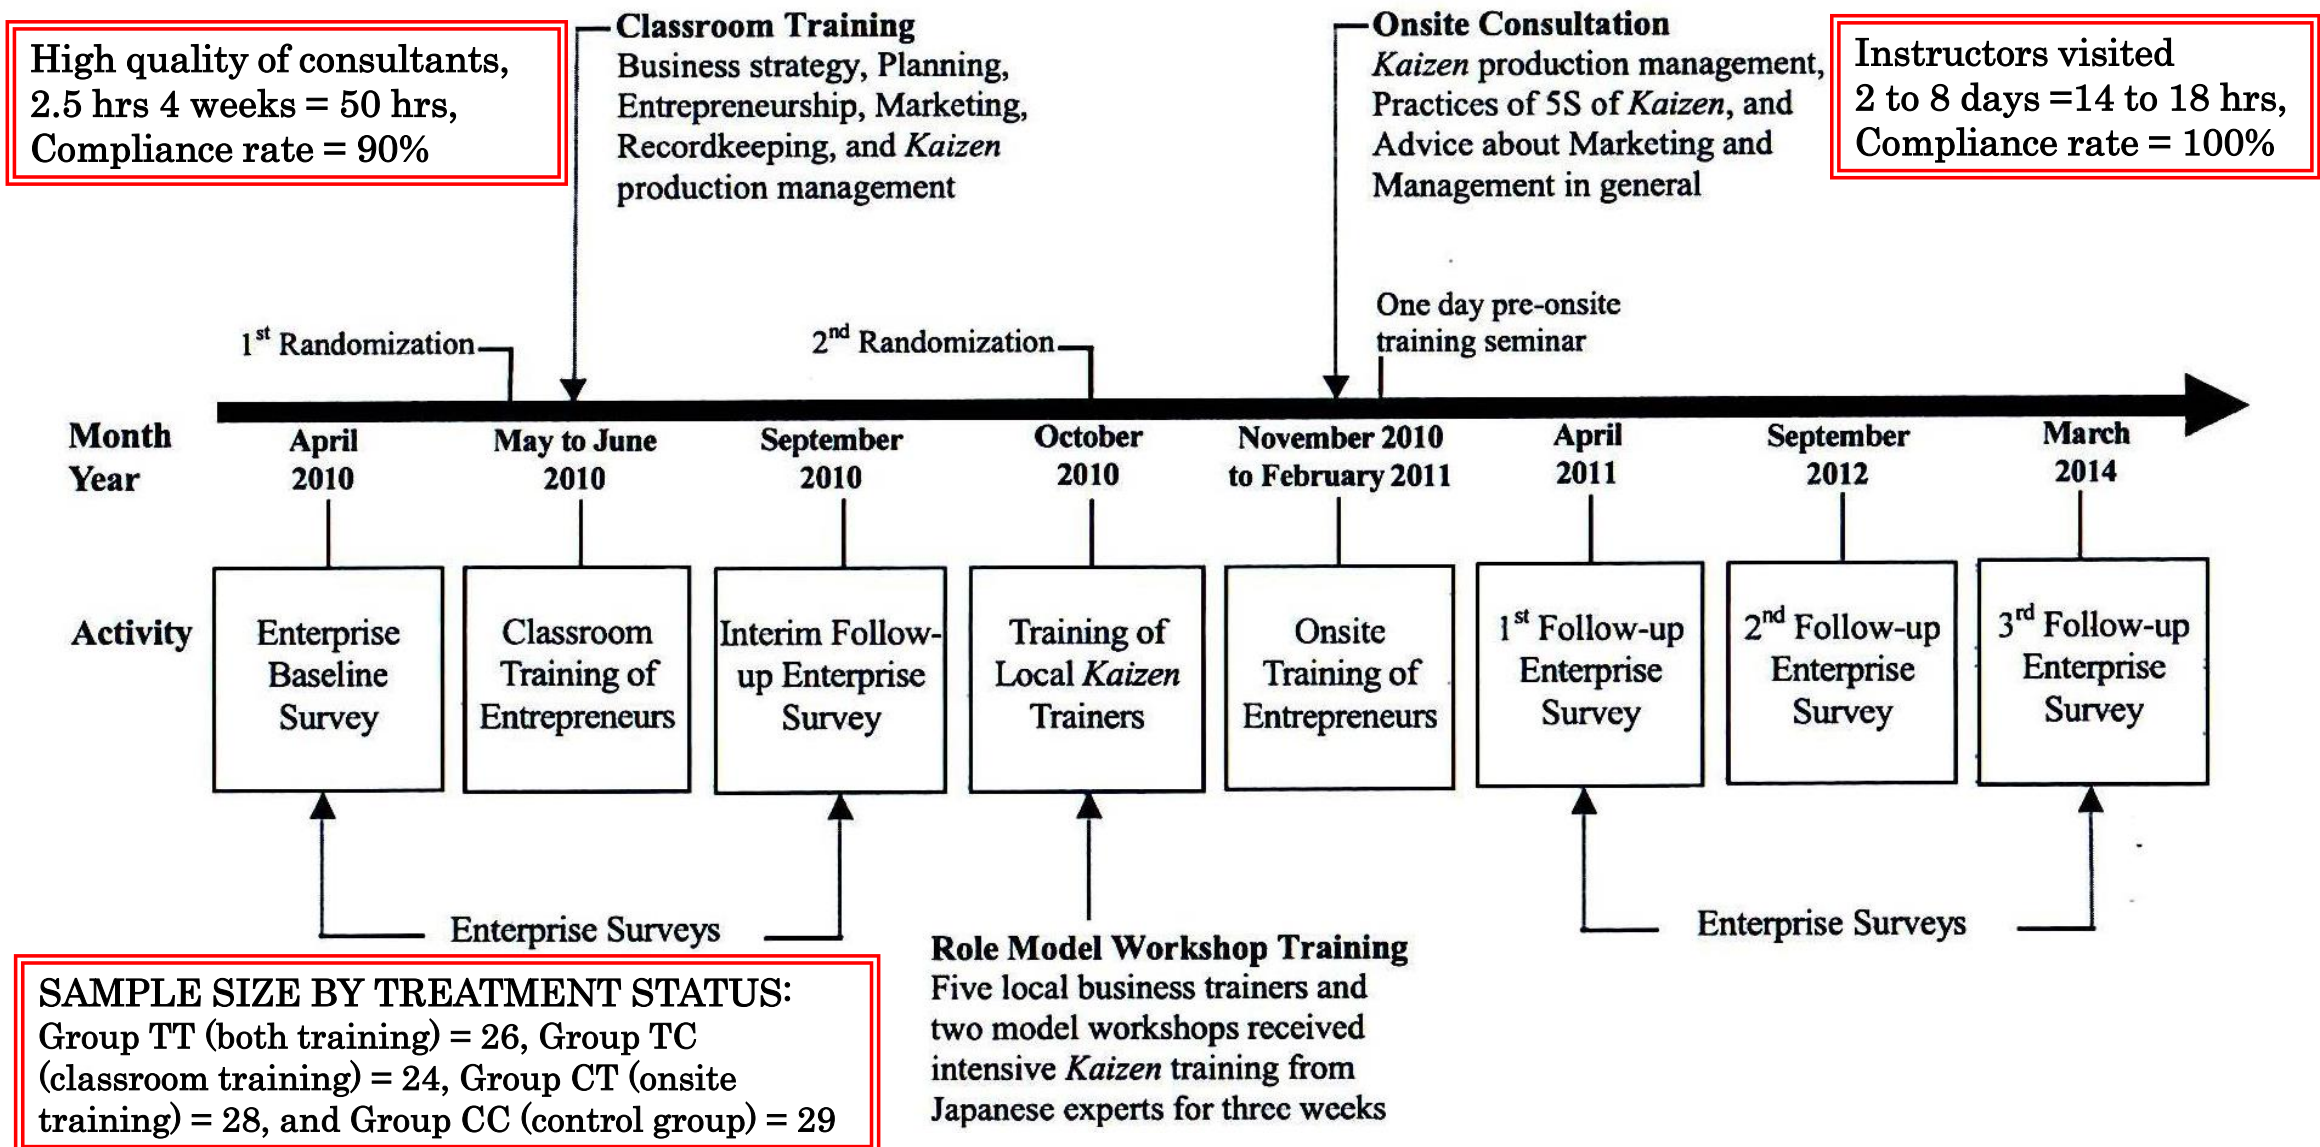 High quality of consultants,
2.5 hrs 4 weeks = 50 hrs,
Compliance rate = 90%
Classroom Training
Business strategy, Planning,
Entrepreneurship, Marketing,
Recordkeeping, and Kaizen
production management
Onsite Consultation
Kaizen production management,
Practices of 5S of Kaizen, and
Advice about Marketing and
Management in general
Instructors visited
2 to 8 days =14 to 18 hrs,
Compliance rate = 100%
1st Randomization
2nd Randomization
One day pre-onsite
training seminar
Month
Year
April
2010
May to June
2010
September
2010
October
2010
November 2010
to February 2011
April
2011
September
2012
March
2014
Activity
Enterprise
Baseline
Survey
Classroom
Training of
Entrepreneurs
Interim Follow-
up Enterprise
Survey
Training of
Local Kaizen
Trainers
Onsite
Training of
Entrepreneurs
1st Follow-up
Enterprise
Survey
2nd Follow-up
Enterprise
Survey
3rd Follow-up
Enterprise
Survey
Enterprise Surveys
Enterprise Surveys
Role Model Workshop Training
Five local business trainers and
two model workshops received
intensive Kaizen training from
Japanese experts for three weeks
SAMPLE SIZE BY TREATMENT STATUS:
Group TT (both training) = 26, Group TC
(classroom training) = 24, Group CT (onsite
training) = 28, and Group CC (control group) = 29